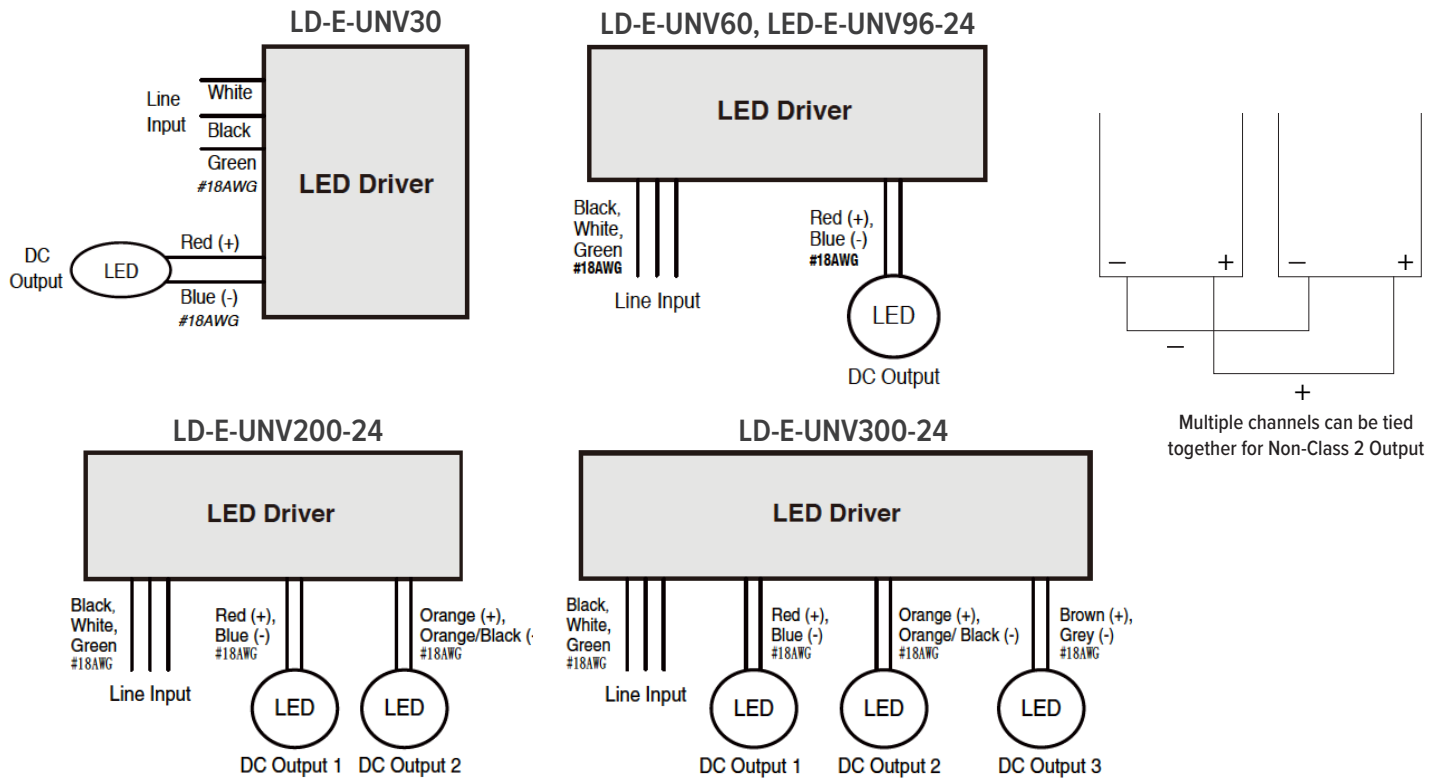 LD-E-UNV30
Line
Input
White
Black
Green
#18AWG
LED Driver
DC
Output
LED
Red (+)
Blue (-)
#18AWG
LD-E-UNV60, LED-E-UNV96-24
LED Driver
Black,
White,
Green
#18AWG
Line Input
Red (+),
Blue (-)
#18AWG
LED
DC Output
− + − +
−
+
Multiple channels can be tied
together for Non-Class 2 Output
LD-E-UNV200-24
LED Driver
Black,
White,
Green
#18AWG
Line Input
Red (+),
Blue (-)
#18AWG
LED
DC Output 1
Orange (+),
Orange/Black (-
#18AWG
LED
DC Output 2
LD-E-UNV300-24
LED Driver
Black,
White,
Green
#18AWG
Line Input
Red (+),
Blue (-)
#18AWG
LED
DC Output 1
Orange (+),
Orange/ Black (-)
#18AWG
LED
DC Output 2
Brown (+),
Grey (-)
#18AWG
LED
DC Output 3